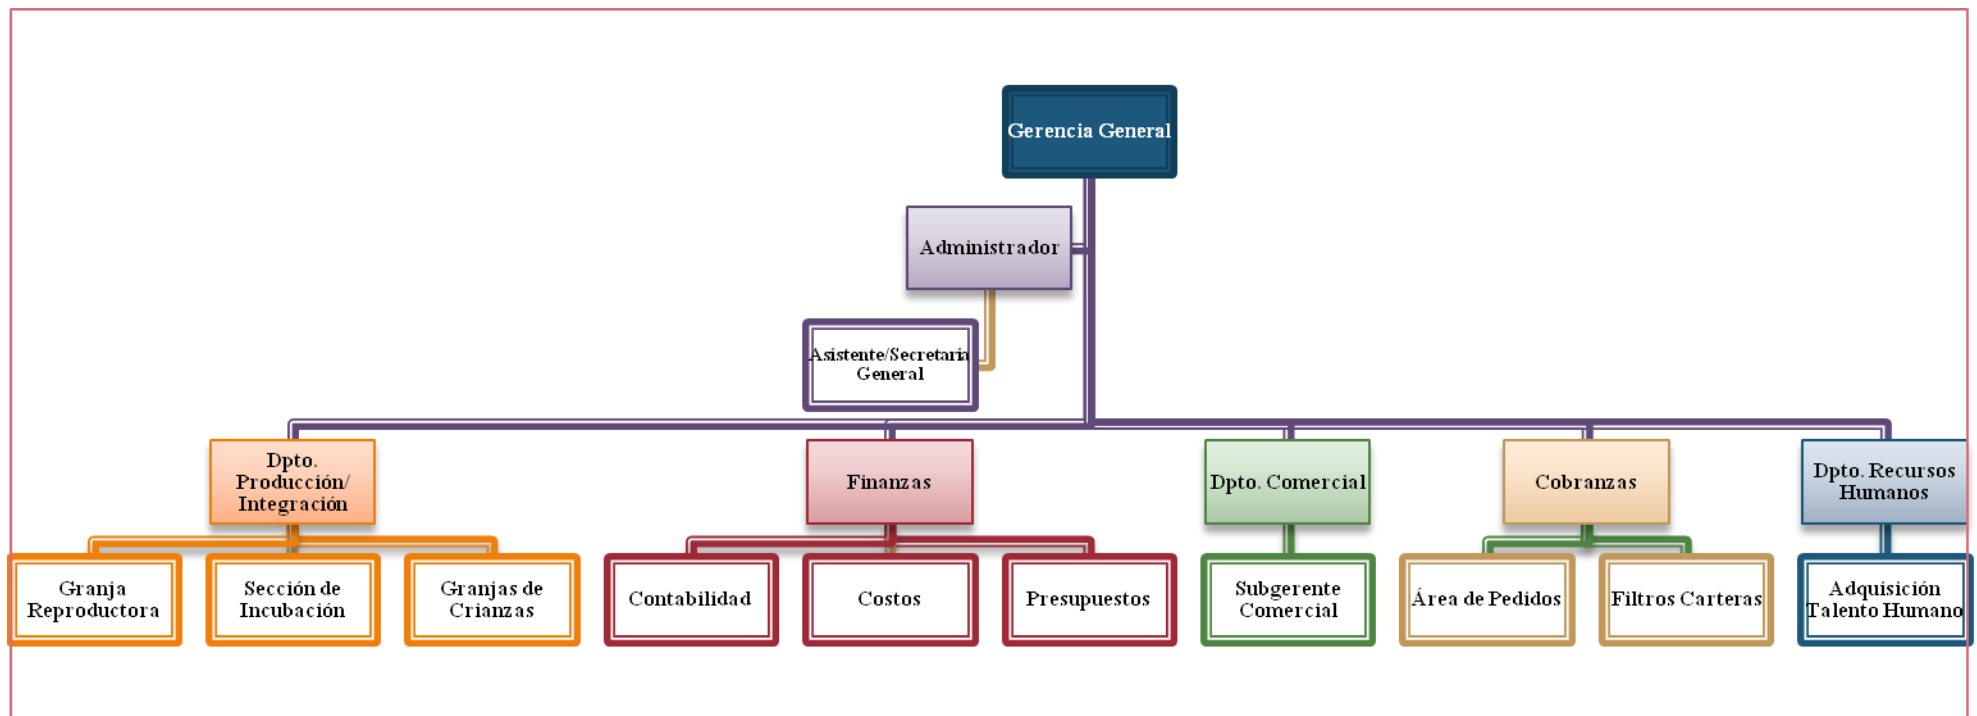 Gerencia General
Administrador
Asistente/Secretaria
General
Dpto.
Producción/
Integración
Finanzas
Dpto. Comercial
Cobranzas
Dpto. Recursos
Humanos
Granja
Reproductora
Sección de
Incubación
Granjas de
Crianzas
Contabilidad
Costos
Presupuestos
Subgerente
Comercial
Área de Pedidos
Filtros Carteras
Adquisición
Talento Humano